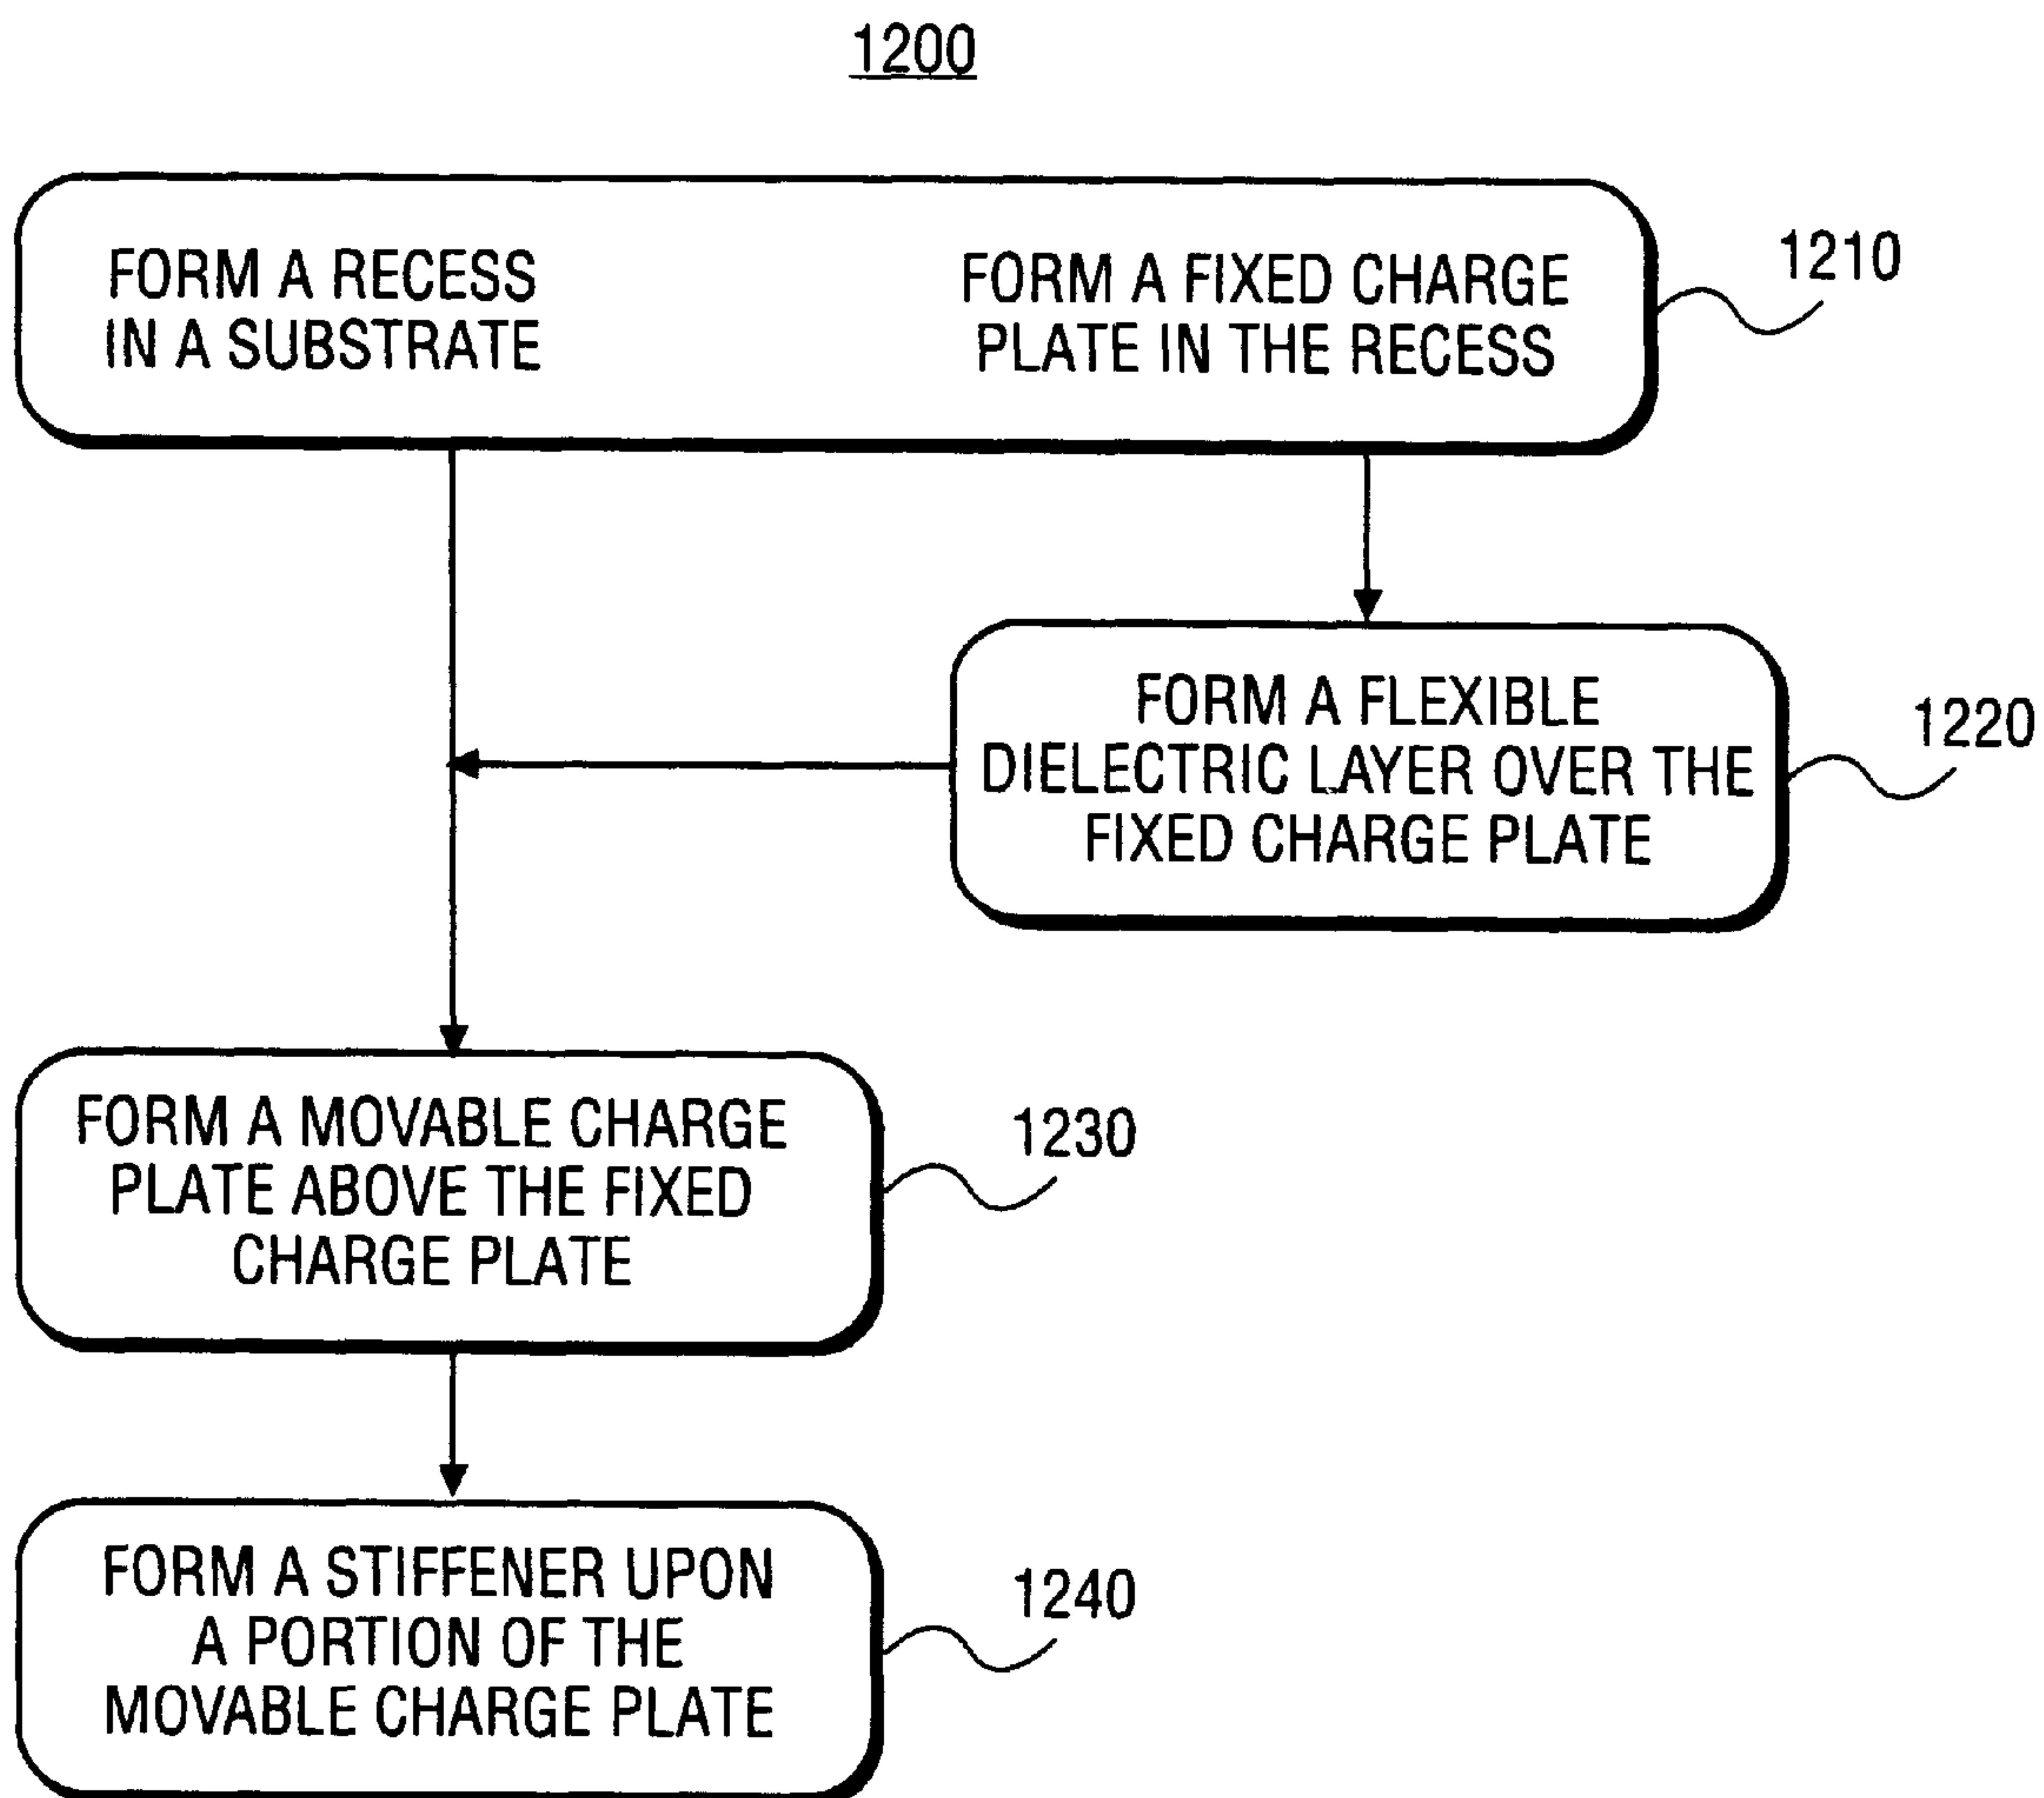 1200
FORM A RECESS
IN A SUBSTRATE
FORM A FIXED CHARGE
PLATE IN THE RECESS
1210
FORM A FLEXIBLE
DIELECTRIC LAYER OVER THE
FIXED CHARGE PLATE
1220
FORM A MOVABLE CHARGE
PLATE ABOVE THE FIXED
CHARGE PLATE
1230
FORM A STIFFENER UPON
A PORTION OF THE
MOVABLE CHARGE PLATE
1240